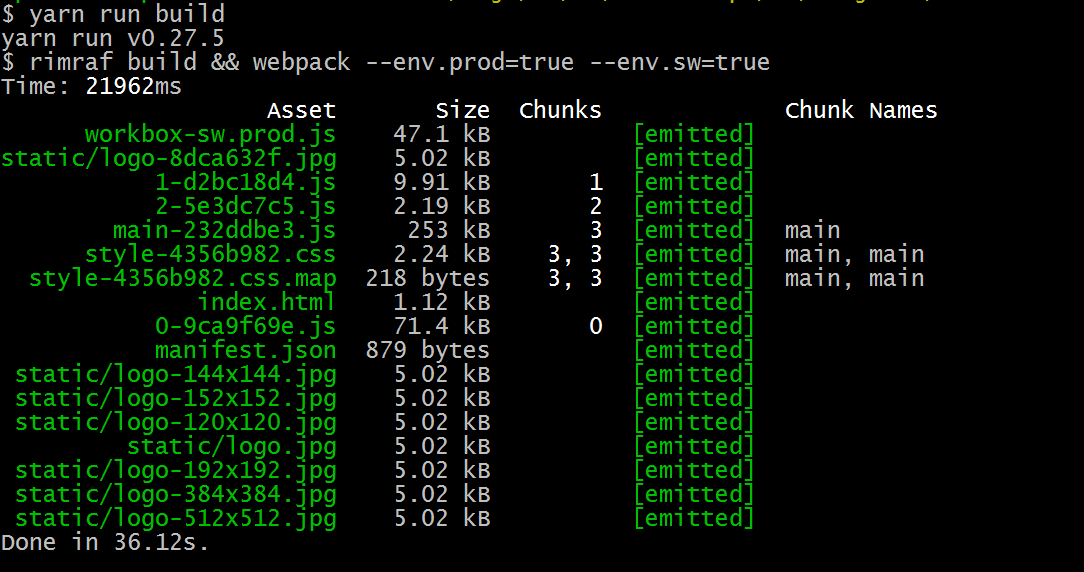 $ yarn run build
yarn run v0.27.5
$ rimraf build && webpack --env.prod=true --env.sw=true
Time: 21962ms
Asset Size Chunks Chunk Names
workbox-sw.prod.js 47.1 kB [emitted]
static/logo-8dca632f.jpg 5.02 kB [emitted]
1-d2bc18d4.js 9.91 kB 1 [emitted]
2-5e3dc7c5.js 2.19 kB 2 [emitted]
main-232ddbe3.js 253 kB 3 [emitted] main
style-4356b982.css 2.24 kB 3, 3 [emitted] main, main
style-4356b982.css.map 218 bytes 3, 3 [emitted] main, main
index.html 1.12 kB [emitted]
0-9ca9f69e.js 71.4 kB 0 [emitted]
manifest.json 879 bytes [emitted]
static/logo-144x144.jpg 5.02 kB [emitted]
static/logo-152x152.jpg 5.02 kB [emitted]
static/logo-120x120.jpg 5.02 kB [emitted]
static/logo.jpg 5.02 kB [emitted]
static/logo-192x192.jpg 5.02 kB [emitted]
static/logo-384x384.jpg 5.02 kB [emitted]
static/logo-512x512.jpg 5.02 kB [emitted]
Done in 36.12s.